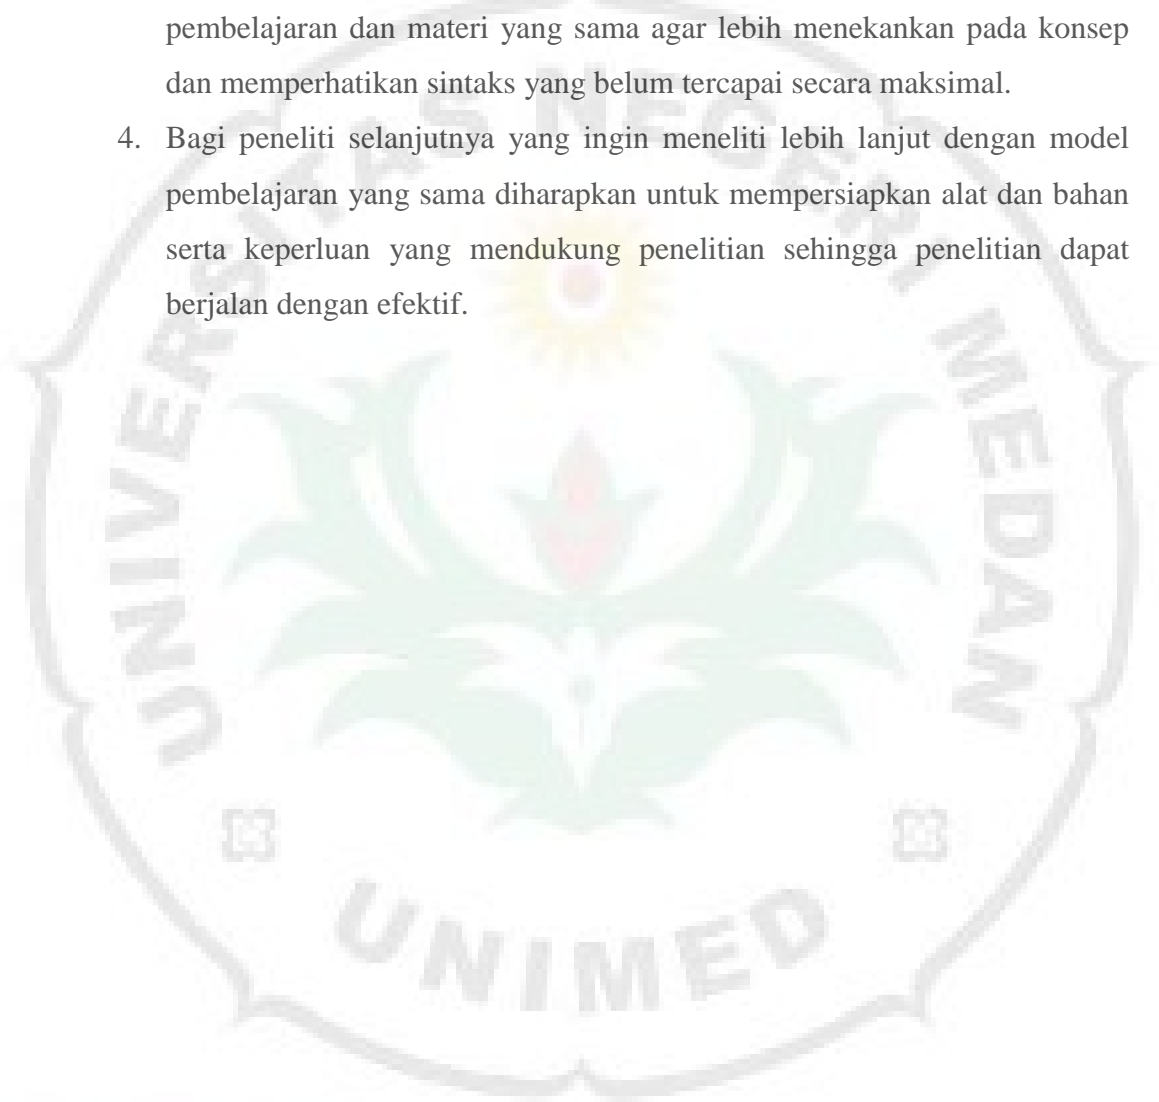 pembelajaran dan materi yang sama agar lebih menekankan pada konsep
dan memperhatikan sintaks yang belum tercapai secara maksimal.
4. Bagi peneliti selanjutnya yang ingin meneliti lebih lanjut dengan model
pembelajaran yang sama diharapkan untuk mempersiapkan alat dan bahan
serta keperluan yang mendukung penelitian sehingga penelitian dapat
berjalan dengan efektif.
UNIVERSITAS NEGERI MEDAN
UNIMED